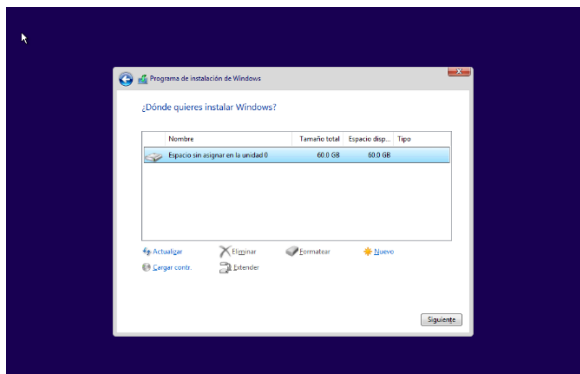 Programa de instalación de Windows
¿Dónde quieres instalar Windows?
Nombre Tamaño total Espacio disp... Tipo
Espacio sin asignar en la unidad 0 60.0 GB 60.0 GB
Actualizar Eliminar Formatear Nuevo
Cargar contr. Extender
Siguiente